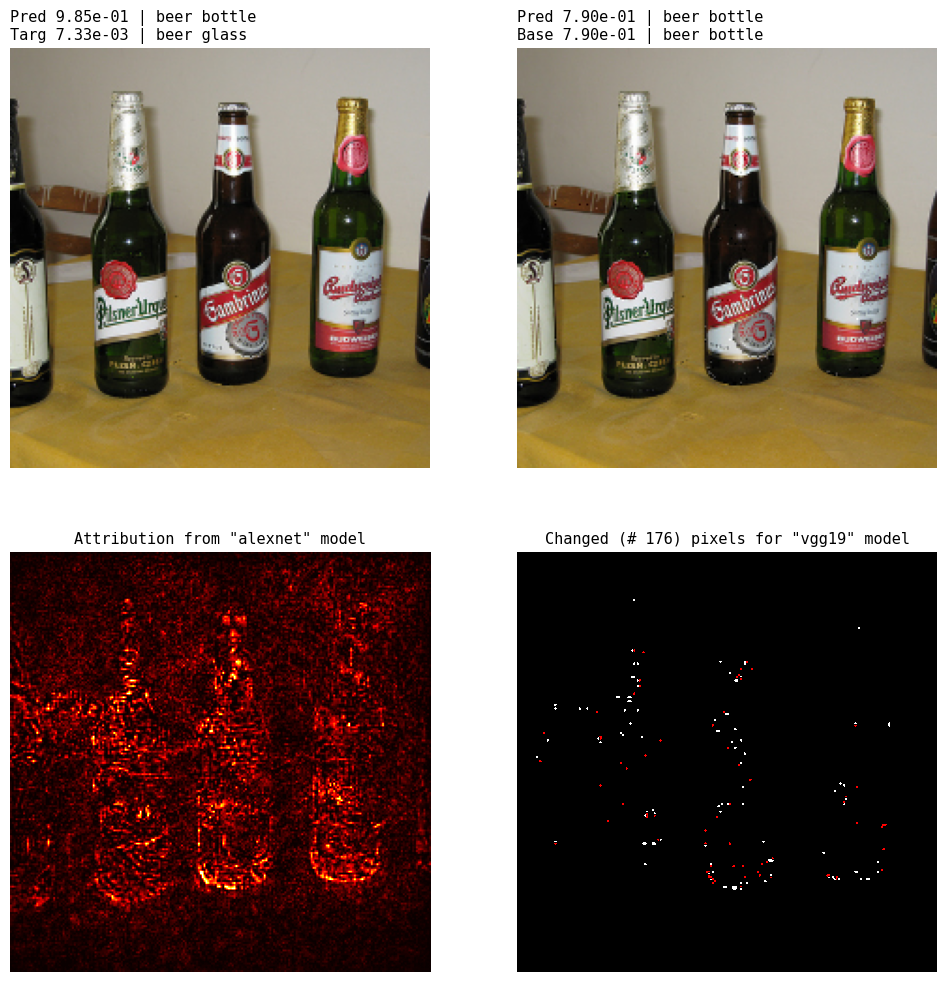 Pred 9.85e-01 | beer bottle
Targ 7.33e-03 | beer glass
Pred 7.90e-01 | beer bottle
Base 7.90e-01 | beer bottle
Pilsner Urquell
Gambrinus
BUDWEISER
Pilsner Urquell
Gambrinus
BUDWEISER
Attribution from "alexnet" model
Changed (# 176) pixels for "vgg19" model